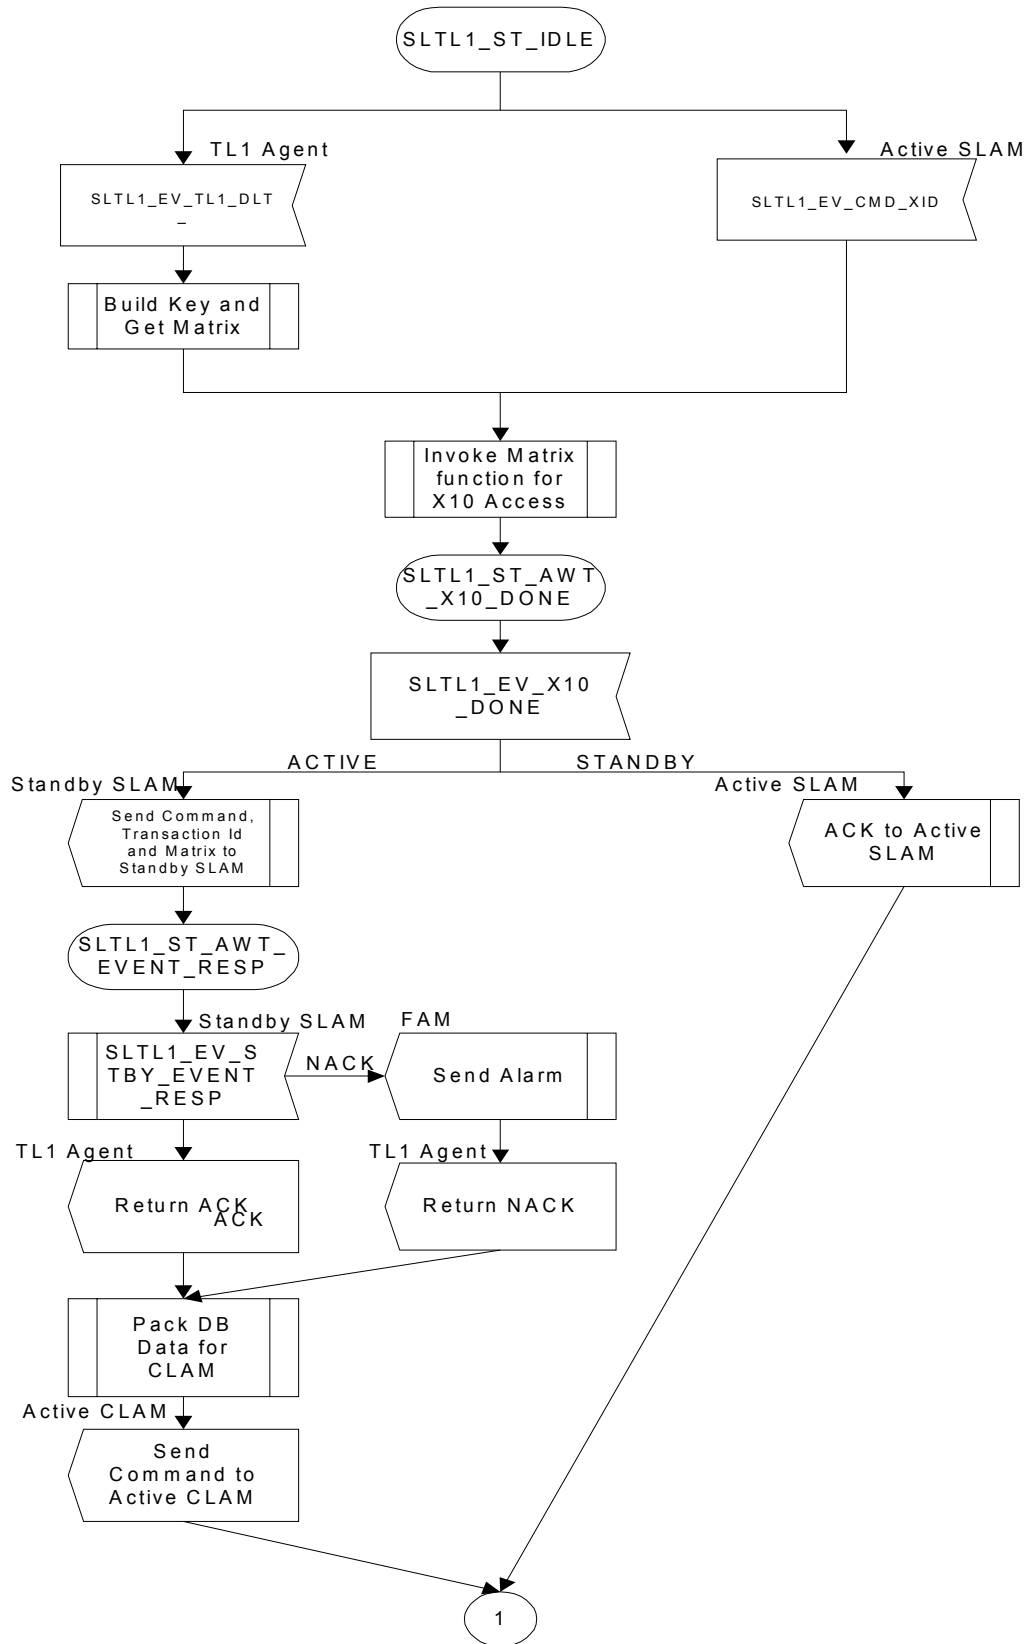 SLTL1_ST_IDLE
TL1 Agent
Active SLAM
SLTL1_EV_TL1_DLT
_
SLTL1_EV_CMD_XID
Build Key and
Get Matrix
Invoke Matrix
function for
X10 Access
SLTL1_ST_AWT
_X10_DONE
SLTL1_EV_X10
_DONE
ACTIVE
STANDBY
Standby SLAM
Active SLAM
Send Command,
Transaction Id
and Matrix to
Standby SLAM
ACK to Active
SLAM
SLTL1_ST_AWT_
EVENT_RESP
Standby SLAM
FAM
SLTL1_EV_S
TBY_EVENT
_RESP
NACK
Send Alarm
TL1 Agent
TL1 Agent
Return ACK
ACK
Return NACK
Pack DB
Data for
CLAM
Active CLAM
Send
Command to
Active CLAM
1